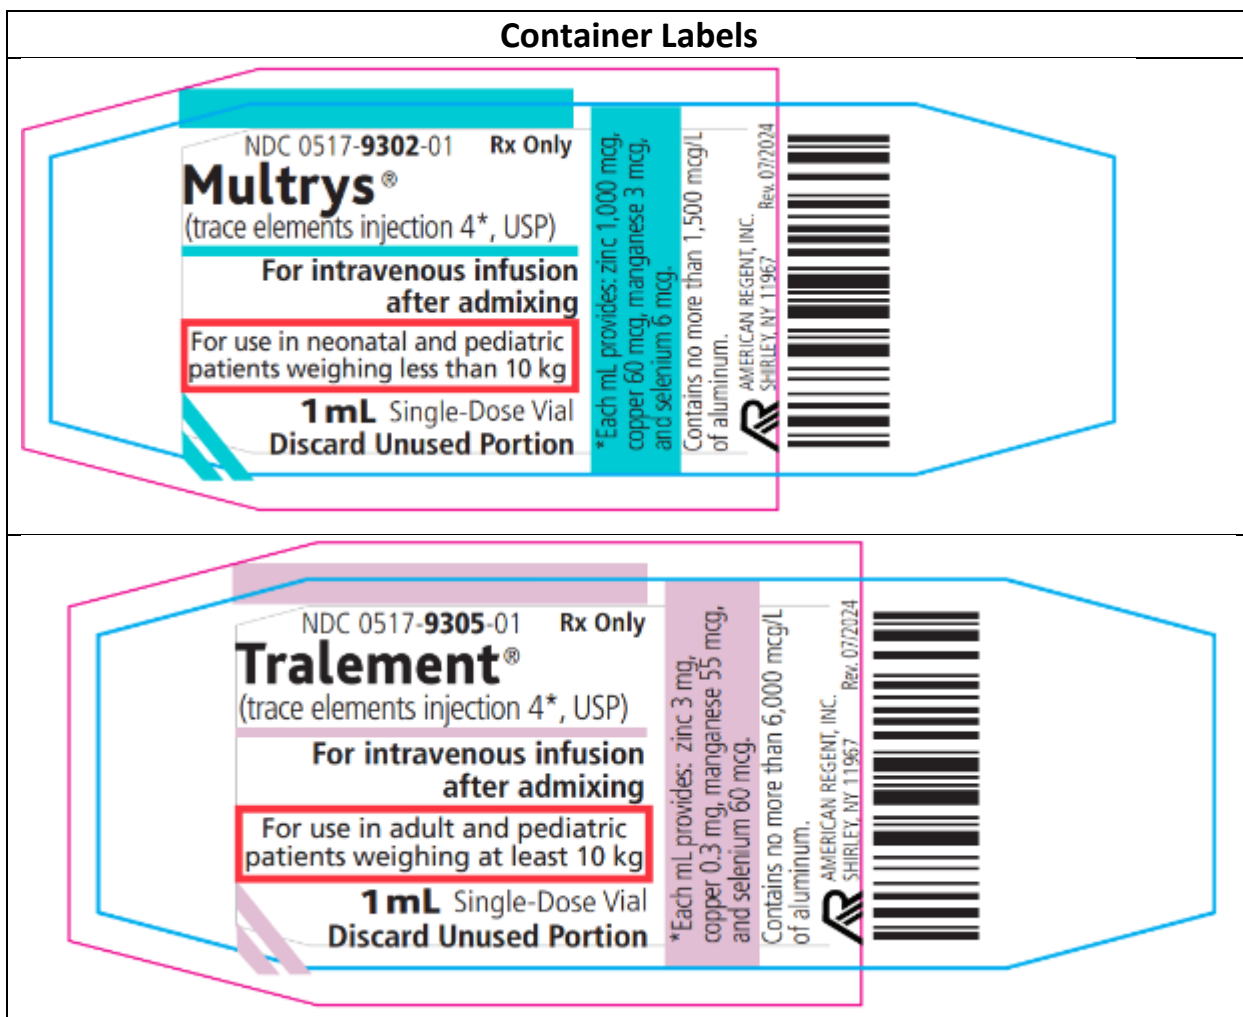 Container Labels
NDC 0517-9302-01 Rx Only
Multrys®
(trace elements injection 4*, USP)
For intravenous infusion
after admixing
For use in neonatal and pediatric
patients weighing less than 10 kg
1 mL Single-Dose Vial
Discard Unused Portion
*Each mL provides: zinc 1,000 mcg,
copper 60 mcg, manganese 3 mcg,
and selenium 6 mcg.
Contains no more than 1,500 mcg/L
of aluminum.
AMERICAN REGENT, INC.
SHIRLEY, NY 11967 Rev. 07/2024
NDC 0517-9305-01 Rx Only
Tralement®
(trace elements injection 4*, USP)
For intravenous infusion
after admixing
For use in adult and pediatric
patients weighing at least 10 kg
1 mL Single-Dose Vial
Discard Unused Portion
*Each mL provides: zinc 3 mg,
copper 0.3 mg, manganese 55 mcg,
and selenium 60 mcg.
Contains no more than 6,000 mcg/L
of aluminum.
AMERICAN REGENT, INC.
SHIRLEY, NY 11967 Rev. 07/2024